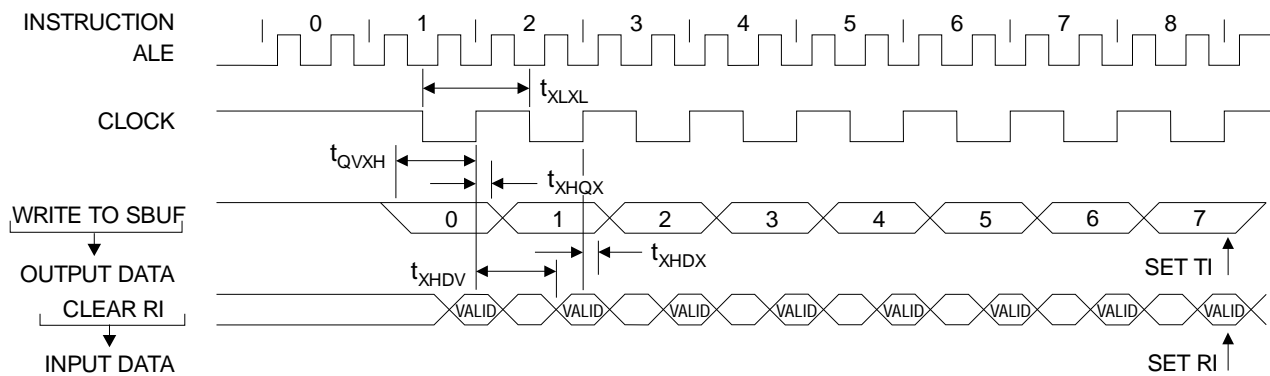 INSTRUCTION 0 1 2 3 4 5 6 7 8
ALE
tXLXL
CLOCK
tQVXH
tXHQX
WRITE TO SBUF 0 1 2 3 4 5 6 7
tXHDV tXHDX SET TI
OUTPUT DATA
CLEAR RI VALID VALID VALID VALID VALID VALID VALID VALID
INPUT DATA SET RI